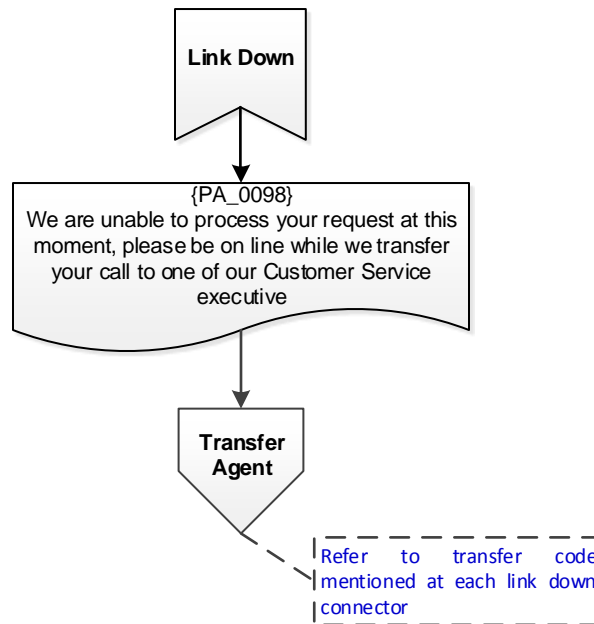 Link Down
{PA_0098}
We are unable to process your request at this
moment, please be on line while we transfer
your call to one of our Customer Service
executive
Transfer
Agent
Refer to transfer code
mentioned at each link down
connector